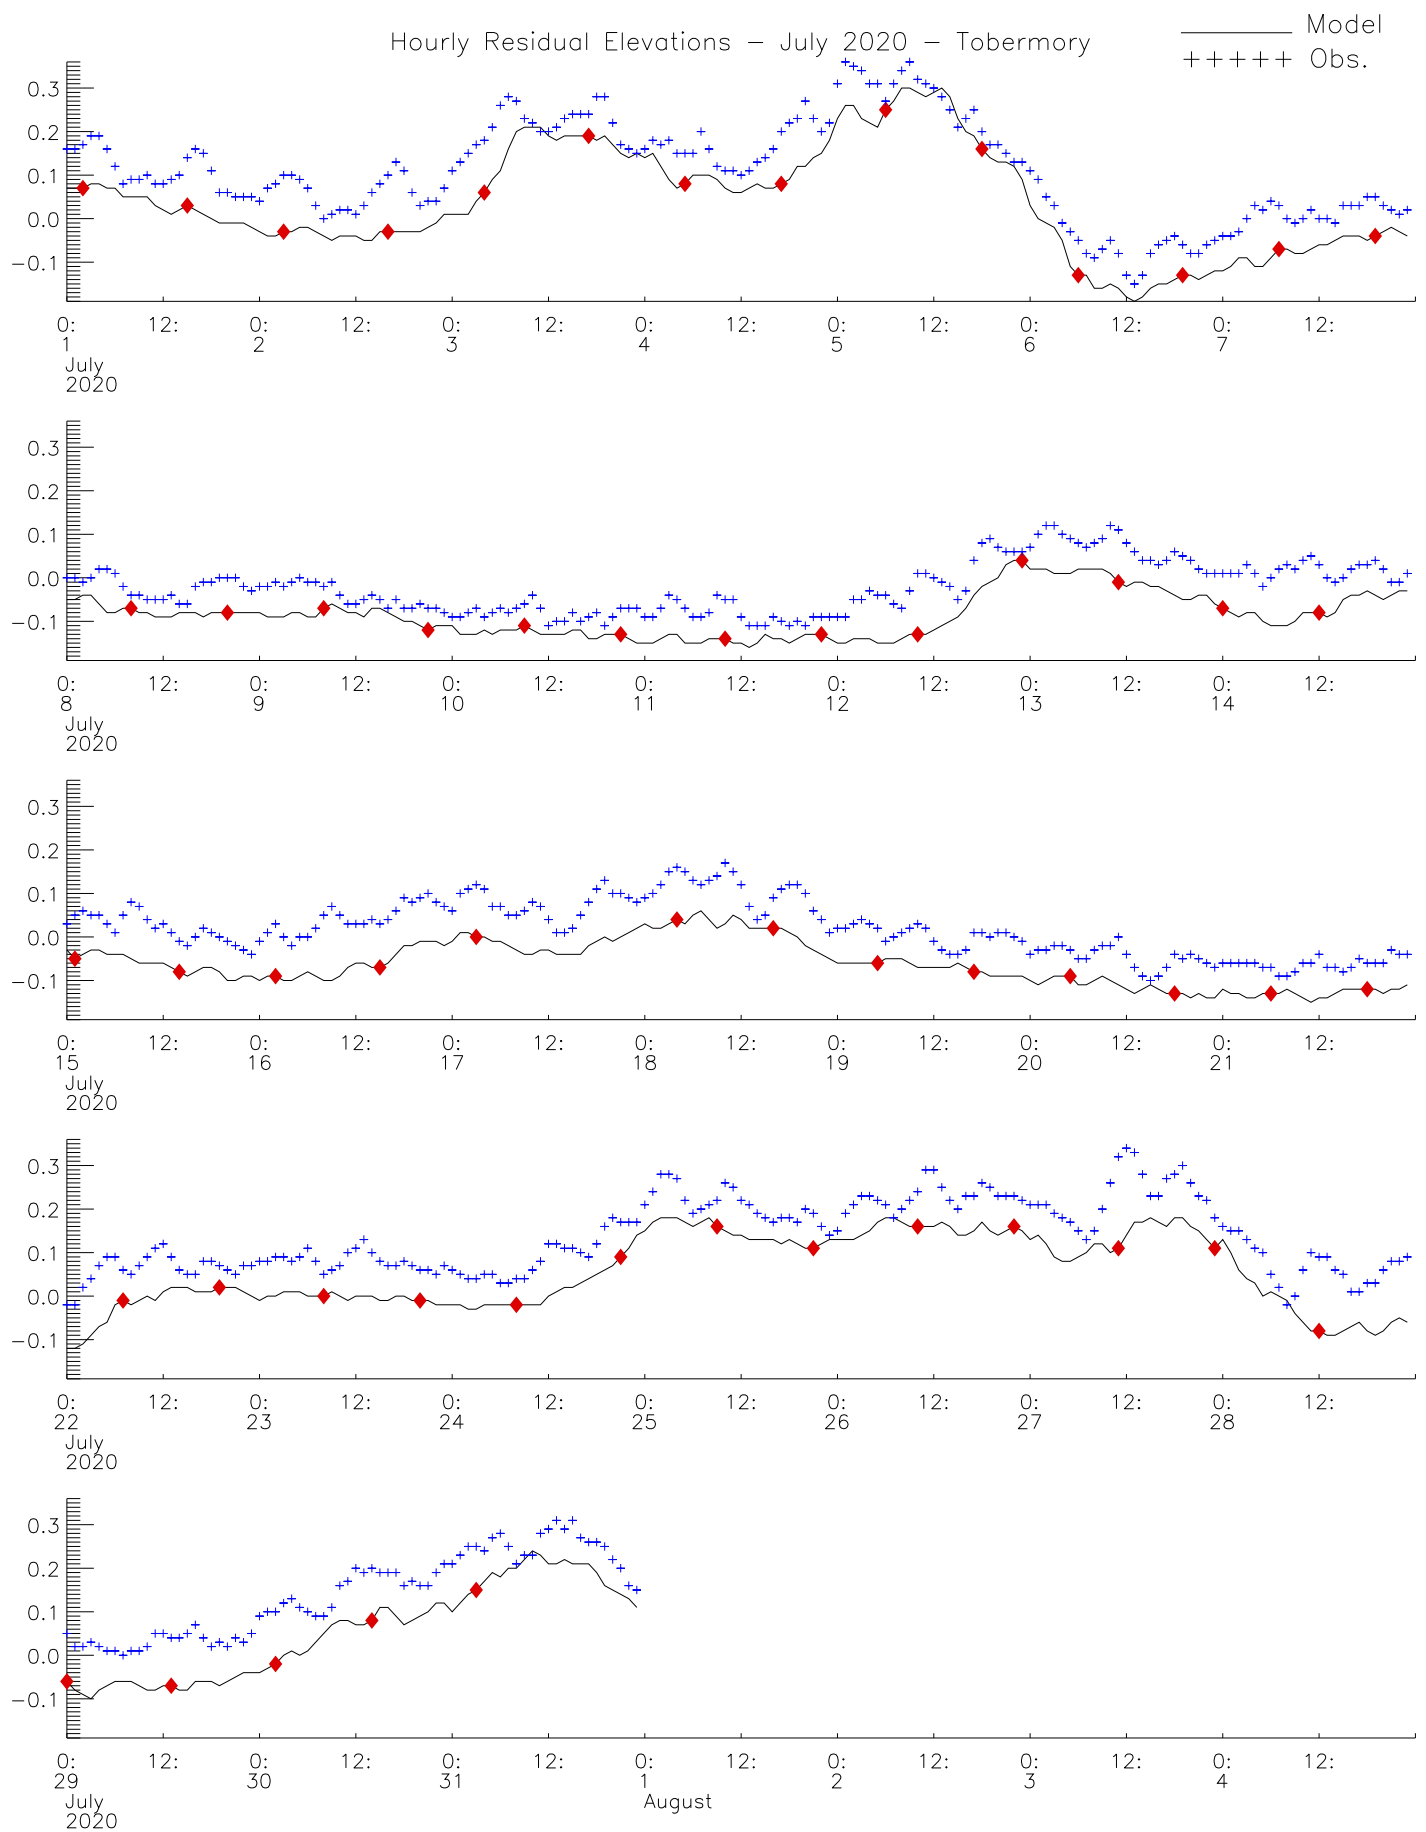 Hourly Residual Elevations – July 2020 – Tobermory
Model
+++++ Obs.
0.3
0.2
0.1
0.0
−0.1
0: 12: 0: 12: 0: 12: 0: 12: 0: 12: 0: 12: 0: 12:
1 2 3 4 5 6 7
July
2020
0.3
0.2
0.1
0.0
−0.1
0: 12: 0: 12: 0: 12: 0: 12: 0: 12: 0: 12: 0: 12:
8 9 10 11 12 13 14
July
2020
0.3
0.2
0.1
0.0
−0.1
0: 12: 0: 12: 0: 12: 0: 12: 0: 12: 0: 12: 0: 12:
15 16 17 18 19 20 21
July
2020
0.3
0.2
0.1
0.0
−0.1
0: 12: 0: 12: 0: 12: 0: 12: 0: 12: 0: 12: 0: 12:
22 23 24 25 26 27 28
July
2020
0.3
0.2
0.1
0.0
−0.1
0: 12: 0: 12: 0: 12: 0: 12: 0: 12: 0: 12: 0: 12:
29 30 31 1 2 3 4
July August
2020